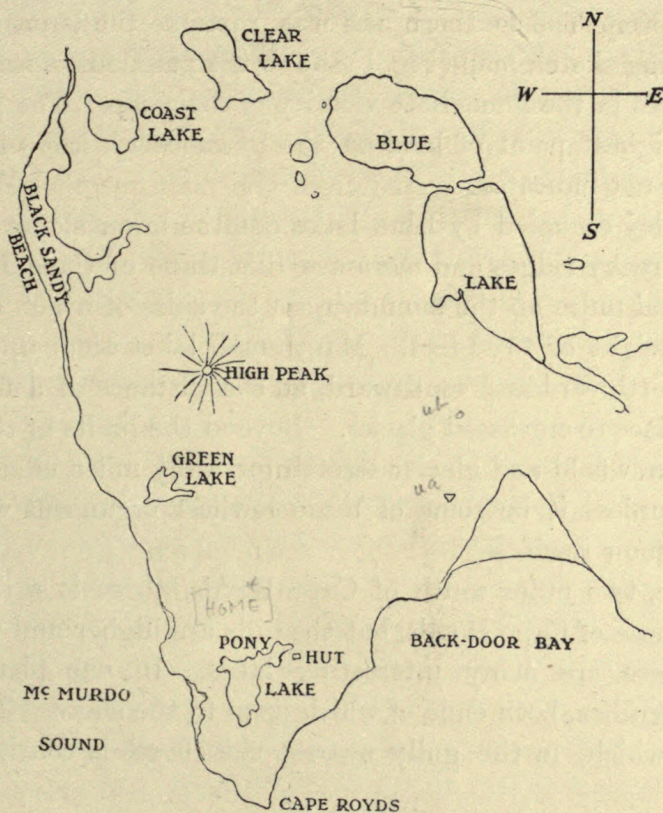 N
CLEAR
LAKE
W E
COAST
LAKE
BLUE
BLACK SANDY
BEACH
S
LAKE
HIGH PEAK
GREEN
LAKE
[HOME]
PONY
HUT
BACK-DOOR BAY
LAKE
Mc MURDO
SOUND
CAPE ROYDS